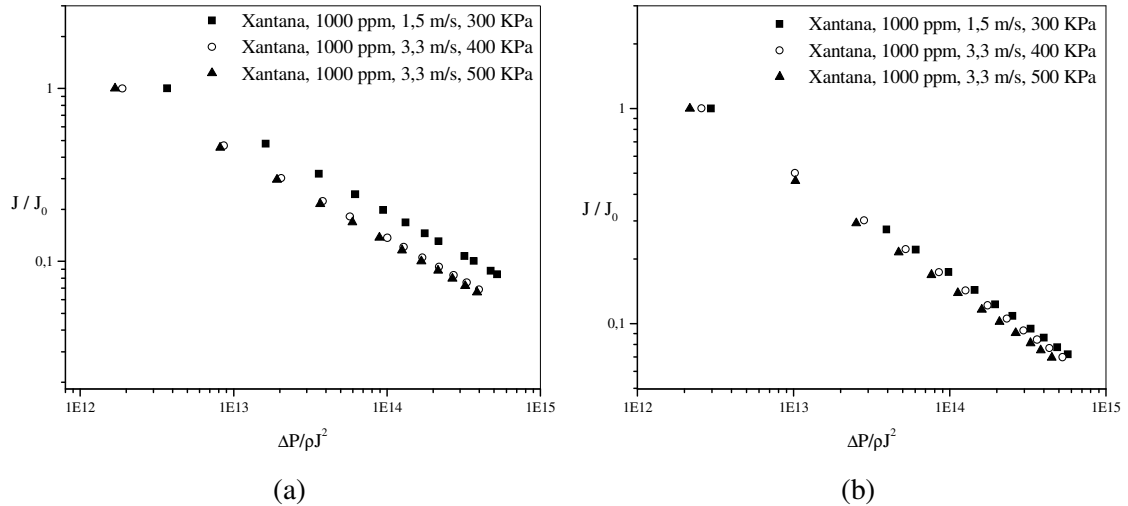 Xantana, 1000 ppm, 1,5 m/s, 300 KPa
Xantana, 1000 ppm, 3,3 m/s, 400 KPa
Xantana, 1000 ppm, 3,3 m/s, 500 KPa
1
J / J0
0,1
1E12 1E13 1E14 1E15
ΔP/ρJ²
(a)
Xantana, 1000 ppm, 1,5 m/s, 300 KPa
Xantana, 1000 ppm, 3,3 m/s, 400 KPa
Xantana, 1000 ppm, 3,3 m/s, 500 KPa
1
J / J0
0,1
1E12 1E13 1E14 1E15
ΔP/ρJ²
(b)